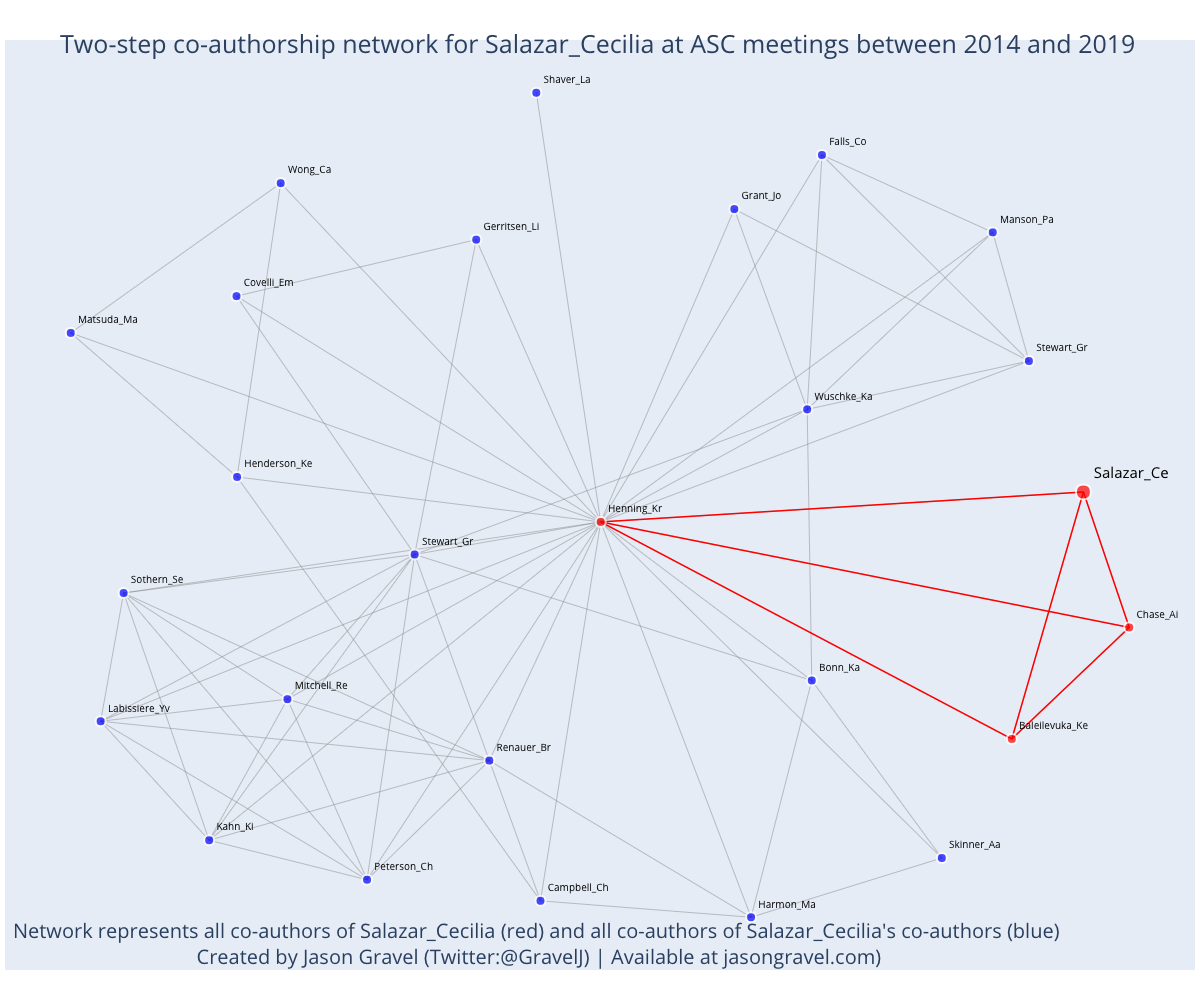 Two-step co-authorship network for Salazar_Cecilia at ASC meetings between 2014 and 2019
Shaver_La
Falls_Co
Wong_Ca
Grant_Jo
Manson_Pa
Gerritsen_Li
Covelli_Em
Matsuda_Ma
Stewart_Gr
Wuschke_Ka
Henderson_Ke
Salazar_Ce
Henning_Kr
Stewart_Gr
Sothern_Se
Chase_Ai
Bonn_Ka
Mitchell_Re
Labissiere_Yv
Baleilevuka_Ke
Renauer_Br
Kahn_Ki
Skinner_Aa
Peterson_Ch
Campbell_Ch
Harmon_Ma
Network represents all co-authors of Salazar_Cecilia (red) and all co-authors of Salazar_Cecilia's co-authors (blue)
Created by Jason Gravel (Twitter:@GravelJ) | Available at jasongravel.com)